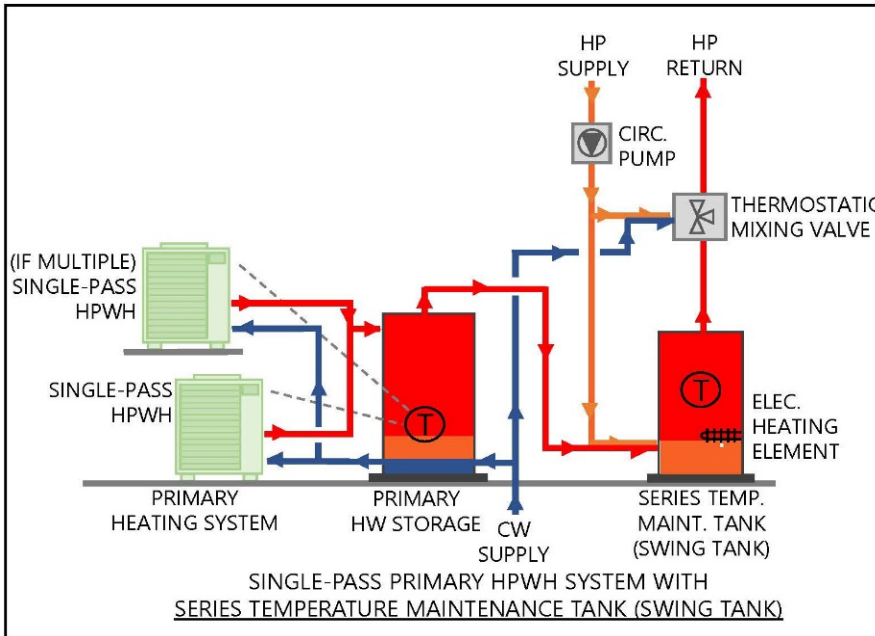 HP
SUPPLY
HP
RETURN
CIRC.
PUMP
THERMOSTATIC
MIXING VALVE
(IF MULTIPLE)
SINGLE-PASS
HPWH
SINGLE-PASS
HPWH
T
T
ELEC.
HEATING
ELEMENT
PRIMARY
HEATING SYSTEM
PRIMARY
HW STORAGE
CW
SUPPLY
SERIES TEMP.
MAINT. TANK
(SWING TANK)
SINGLE-PASS PRIMARY HPWH SYSTEM WITH
SERIES TEMPERATURE MAINTENANCE TANK (SWING TANK)